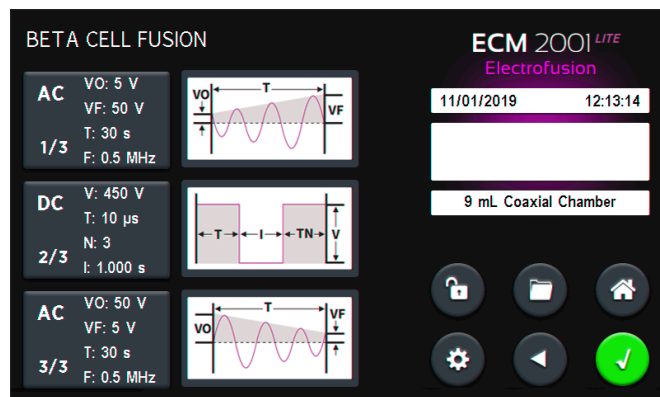 BETA CELL FUSION
ECM 2001 LITE
Electrofusion
11/01/2019 12:13:14
9 mL Coaxial Chamber
AC
1/3
VO: 5 V
VF: 50 V
T: 30 s
F: 0.5 MHz
VO
T
VF
DC
2/3
V: 450 V
T: 10 µs
N: 3
I: 1.000 s
T
I
TN
V
AC
3/3
VO: 50 V
VF: 5 V
T: 30 s
F: 0.5 MHz
VO
T
VF